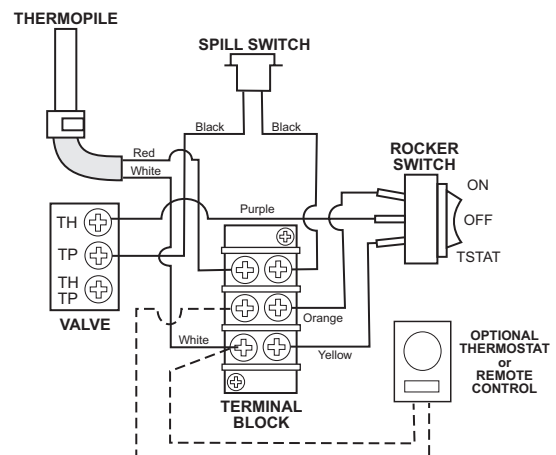 THERMOPILE
SPILL SWITCH
Black
Black
Red
White
ROCKER
SWITCH
ON
OFF
TSTAT
TH
Purple
TP
TH
TP
VALVE
Orange
White
Yellow
OPTIONAL
THERMOSTAT
or
REMOTE
CONTROL
TERMINAL
BLOCK